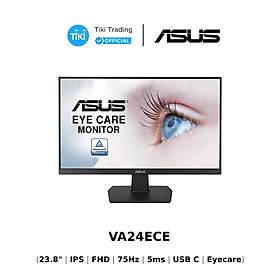 TiKi
Tiki Trading
OFFICIAL
ASUS
ASUS
EYE CARE
MONITOR
VA24ECE
(23.8" | IPS | FHD | 75Hz | 5ms | USB C | Eyecare)